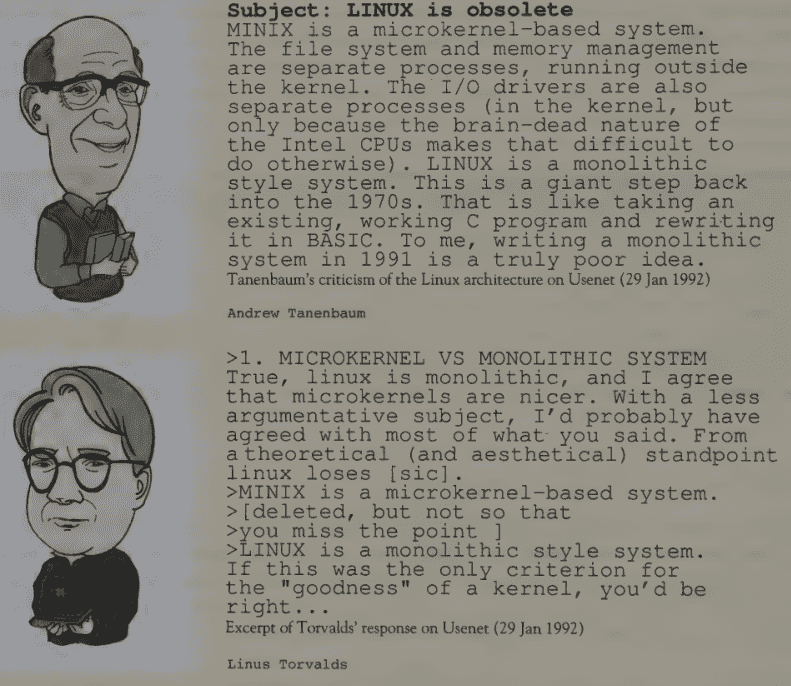 Subject: LINUX is obsolete
MINIX is a microkernel-based system.
The file system and memory management
are separate processes, running outside
the kernel. The I/O drivers are also
separate processes (in the kernel, but
only because the brain-dead nature of
the Intel CPUs makes that difficult to
do otherwise). LINUX is a monolithic
style system. This is a giant step back
into the 1970s. That is like taking an
existing, working C program and rewriting
it in BASIC. To me, writing a monolithic
system in 1991 is a truly poor idea.
Tanenbaum's criticism of the Linux architecture on Usenet (29 Jan 1992)
Andrew Tanenbaum
>1. MICROKERNEL VS MONOLITHIC SYSTEM
True, linux is monolithic, and I agree
that microkernels are nicer. With a less
argumentative subject, I'd probably have
agreed with most of what you said. From
a theoretical (and aesthetical) standpoint
linux loses [sic].
>MINIX is a microkernel-based system.
>[deleted, but not so that
>you miss the point ]
>LINUX is a monolithic style system.
If this was the only criterion for
the "goodness" of a kernel, you'd be
right...
Excerpt of Torvalds' response on Usenet (29 Jan 1992)
Linus Torvalds